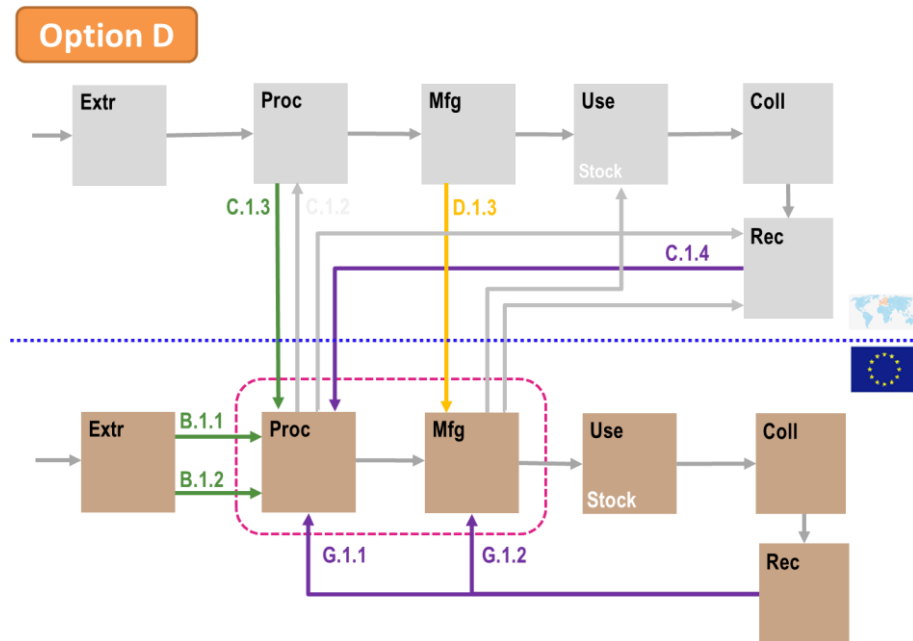 Option D
Extr
Proc
Mfg
Use
Coll
Stock
C.1.3
C.1.2
D.1.3
Rec
C.1.4
Extr
B.1.1
Proc
Mfg
Use
Coll
B.1.2
Stock
G.1.1
G.1.2
Rec